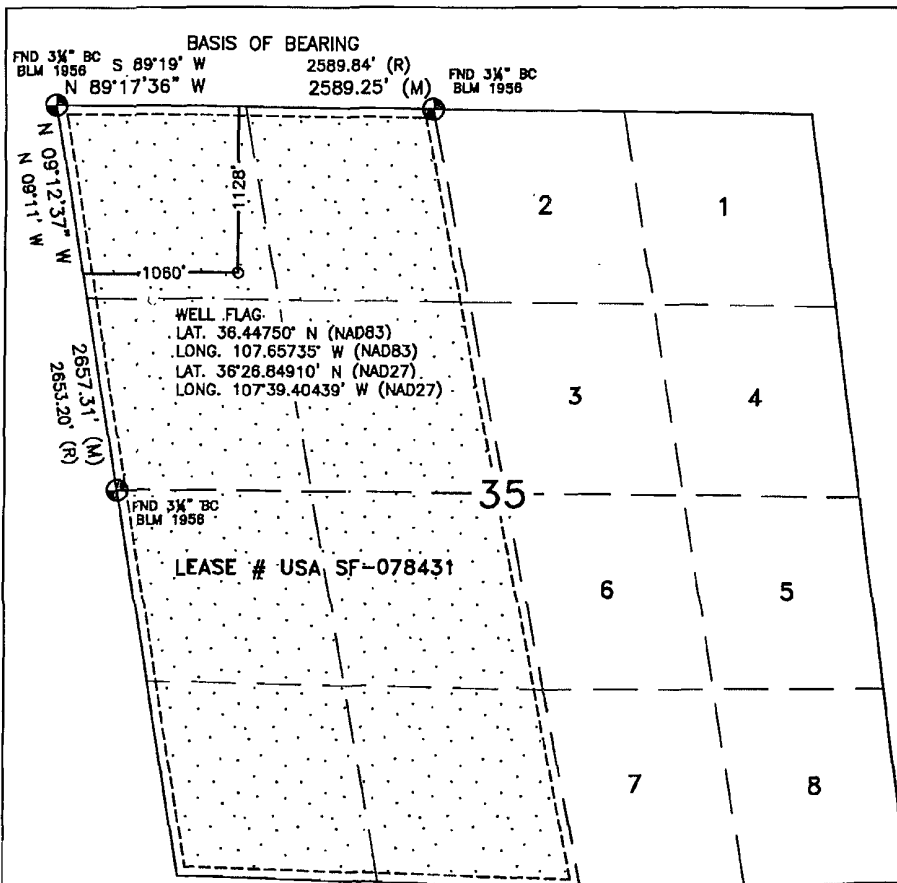 BASIS OF BEARING
FND 3¼" BC
BLM 1956
S 89°19' W 2589.84' (R)
N 89°17'36" W 2589.25' (M)
FND 3¼" BC
BLM 1956
N 09°12'37" W
N 09°11' W
1128'
1060'
2
1
WELL FLAG
LAT. 36.44750° N (NAD83)
LONG. 107.65735° W (NAD83)
LAT. 36°26.84910' N (NAD27)
LONG. 107°39.40439' W (NAD27)
2657.31' (M)
2653.20' (R)
3
4
35
FND 3¼" BC
BLM 1956
LEASE # USA SF-078431
6
5
7
8